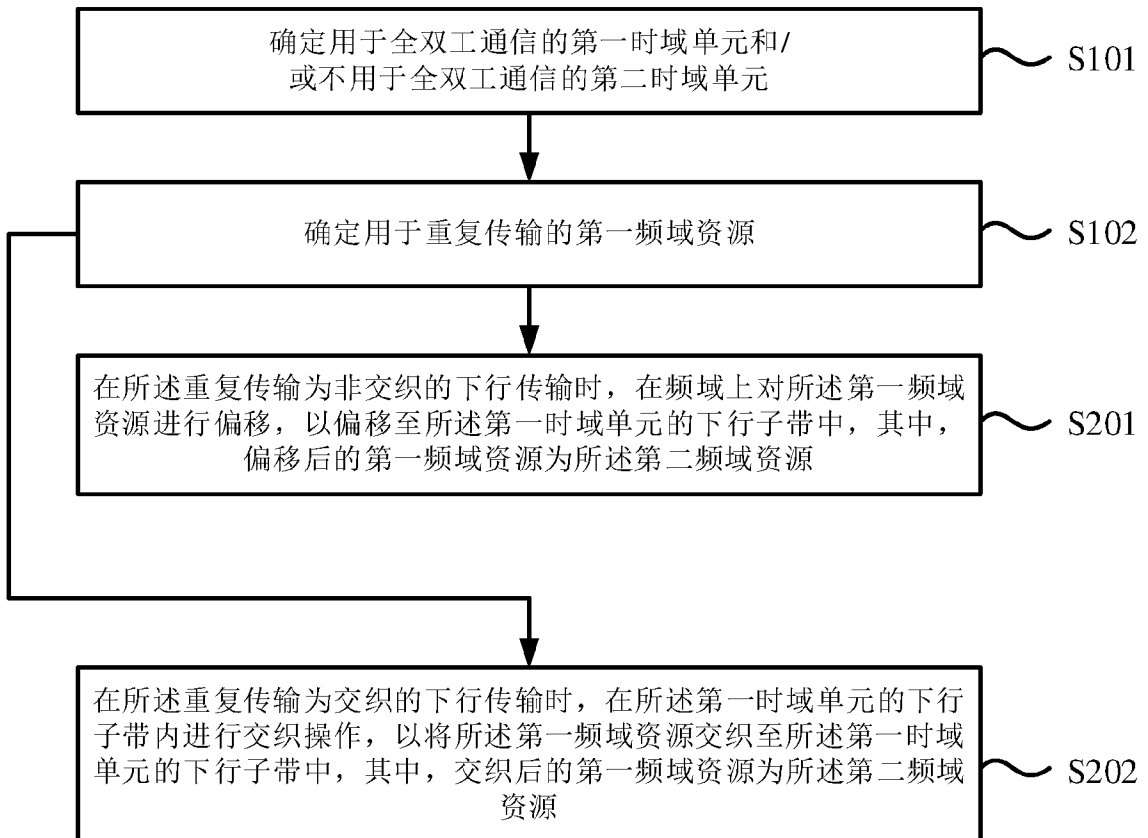 确定用于全双工通信的第一时域单元和/
或不用于全双工通信的第二时域单元
S101
确定用于重复传输的第一频域资源
S102
在所述重复传输为非交织的下行传输时，在频域上对所述第一频域
资源进行偏移，以偏移至所述第一时域单元的下行子带中，其中，
偏移后的第一频域资源为所述第二频域资源
S201
在所述重复传输为交织的下行传输时，在所述第一时域单元的下行
子带内进行交织操作，以将所述第一频域资源交织至所述第一时域
单元的下行子带中，其中，交织后的第一频域资源为所述第二频域
资源
S202